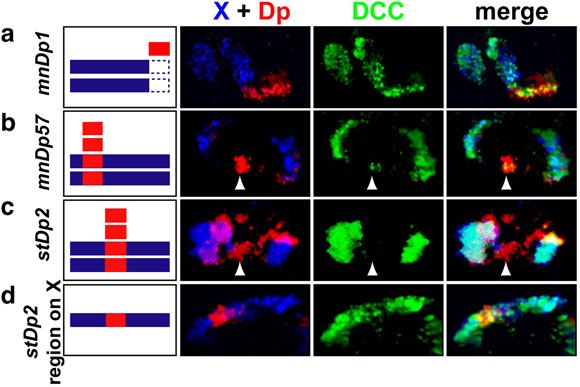 X + Dp
DCC
merge
a
mnDp1
b
mnDp57
c
stDp2
d
stDp2
region on X